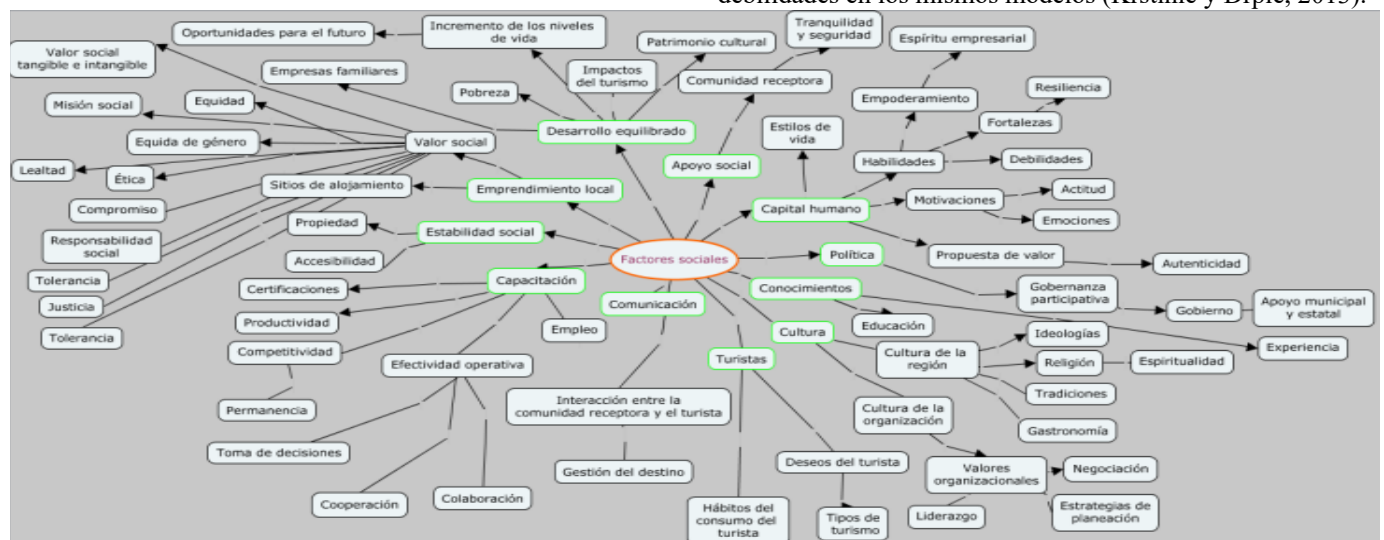 debilidades en los mismos modelos (Krstinic y Dipic, 2013).
Tranquilidad
y seguridad
Incremento de los niveles
de vida
Oportunidades para el futuro
Espíritu empresarial
Patrimonio cultural
Valor social
tangible e intangible
Impactos
del turismo
Empresas familiares
Comunidad receptora
Resiliencia
Pobreza
Empoderamiento
Misión social
Equidad
Fortalezas
Estilos de
vida
Desarrollo equilibrado
Equida de género
Valor social
Apoyo social
Habilidades
Debilidades
Lealtad
Ética
Sitios de alojamiento
Emprendimiento local
Actitud
Motivaciones
Compromiso
Capital humano
Emociones
Propiedad
Estabilidad social
Responsabilidad
social
Accesibilidad
Factores sociales
Política
Propuesta de valor
Autenticidad
Tolerancia
Capacitación
Certificaciones
Conocimientos
Gobernanza
participativa
Comunicación
Justicia
Gobierno
Apoyo municipal
y estatal
Productividad
Empleo
Educación
Cultura
Ideologías
Tolerancia
Competitividad
Experiencia
Turistas
Cultura de la
región
Religión
Espiritualidad
Efectividad operativa
Tradiciones
Interacción entre la
comunidad receptora y el turista
Permanencia
Cultura de la
organización
Gastronomía
Toma de decisiones
Deseos del turista
Gestión del destino
Valores
organizacionales
Negociación
Cooperación
Colaboración
Hábitos del
consumo del
turista
Tipos de
turismo
Liderazgo
Estrategias de
planeación